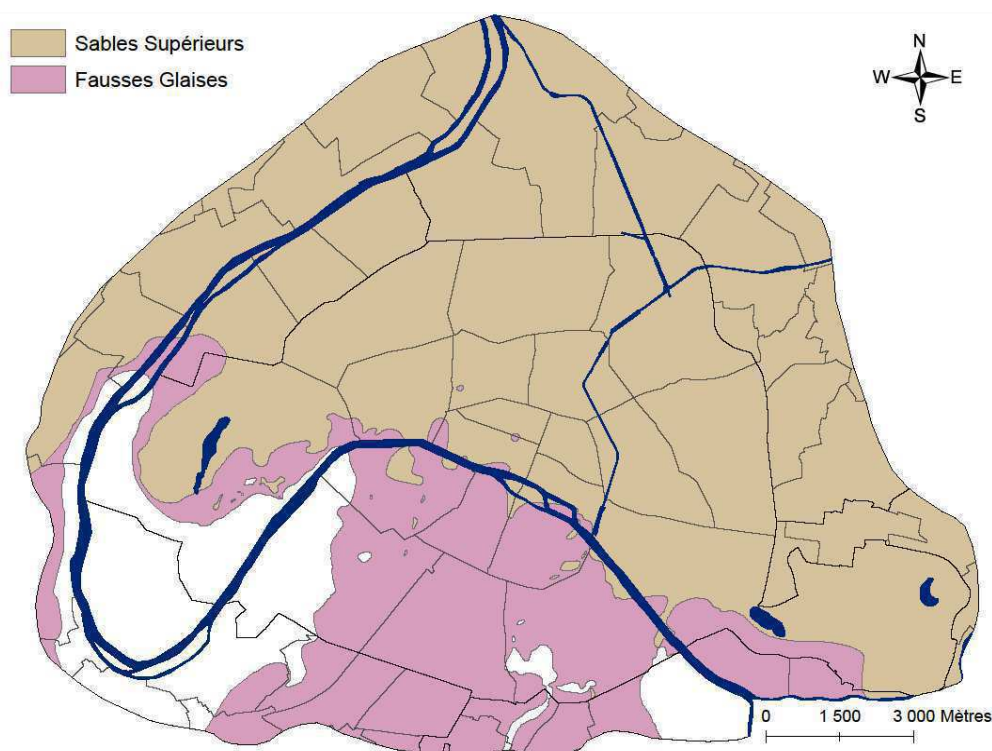 Sables Supérieurs
Fausses Glaises
N
W E
S
0 1 500 3 000 Mètres